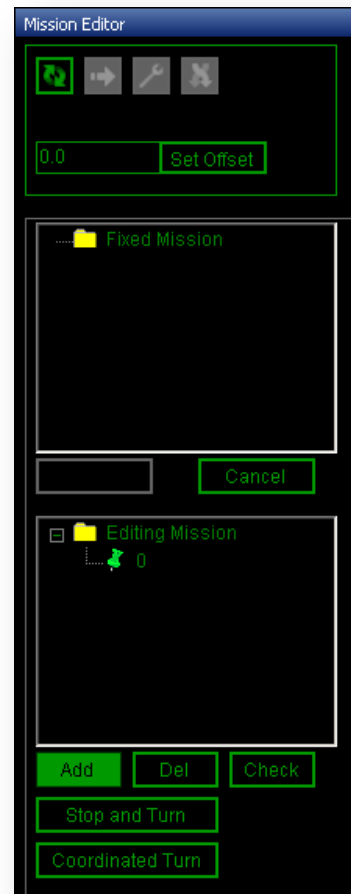 Mission Editor
0.0 Set Offset
Fixed Mission
Cancel
Editing Mission
0
Add Del Check
Stop and Turn
Coordinated Turn